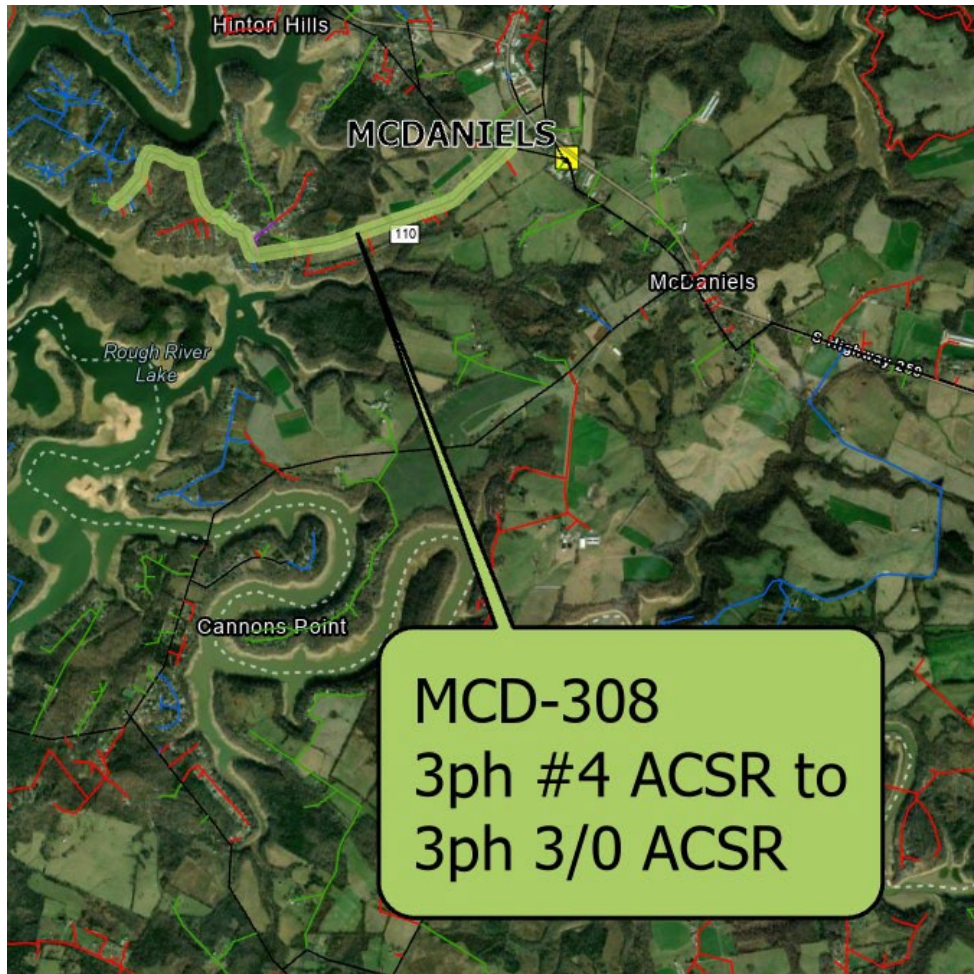 Hinton Hills
MCDANIELS
110
McDaniels
Rough River
Lake
S Highway 259
Cannons Point
MCD-308
3ph #4 ACSR to
3ph 3/0 ACSR